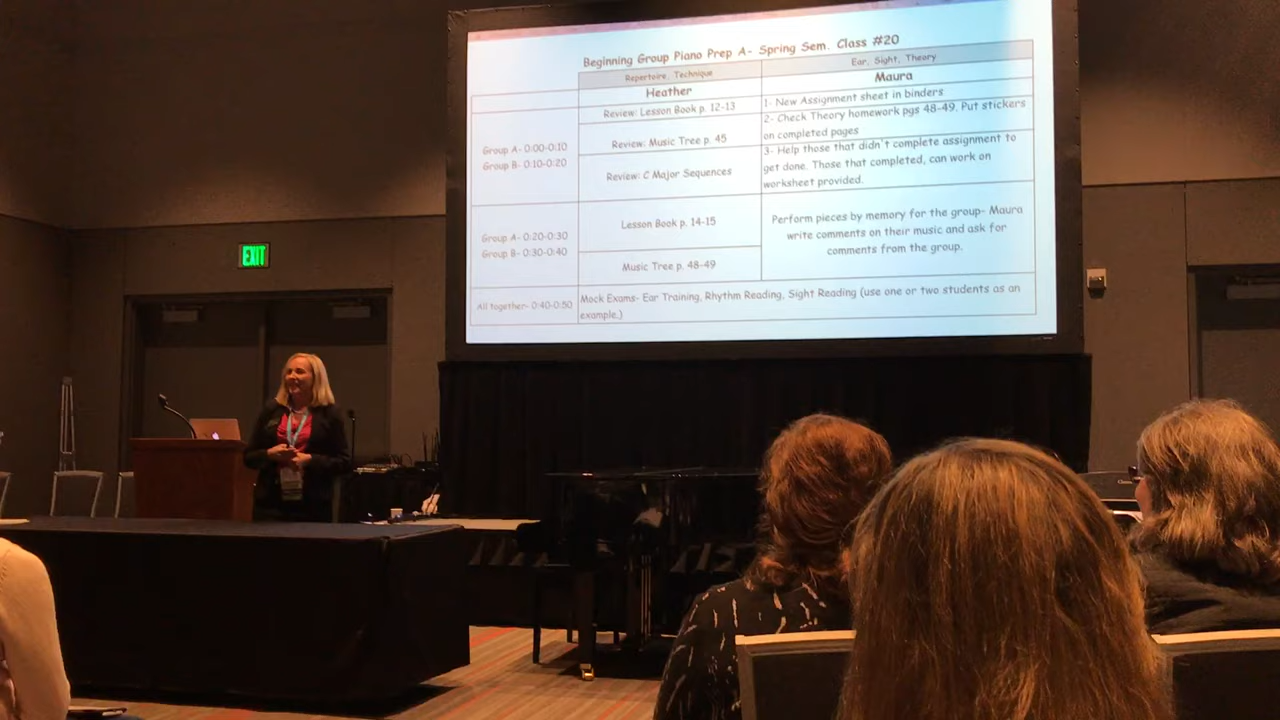 Beginning Group Piano Prep A- Spring Sem. Class #20
Repertoire, Technique
Ear, Sight, Theory
Heather
Maura
Group A- 0:00-0:10
Group B- 0:10-0:20
Review: Lesson Book p. 12-13
Review: Music Tree p. 45
Review: C Major Sequences
1- New Assignment sheet in binders
2- Check Theory homework pgs 48-49. Put stickers
on completed pages
3- Help those that didn't complete assignment to
get done. Those that completed, can work on
worksheet provided.
Group A- 0:20-0:30
Group B- 0:30-0:40
Lesson Book p. 14-15
Music Tree p. 48-49
Perform pieces by memory for the group- Maura
write comments on their music and ask for
comments from the group.
All together- 0:40-0:50
Mock Exams- Ear Training, Rhythm Reading, Sight Reading (use one or two students as an
example.)
EXIT